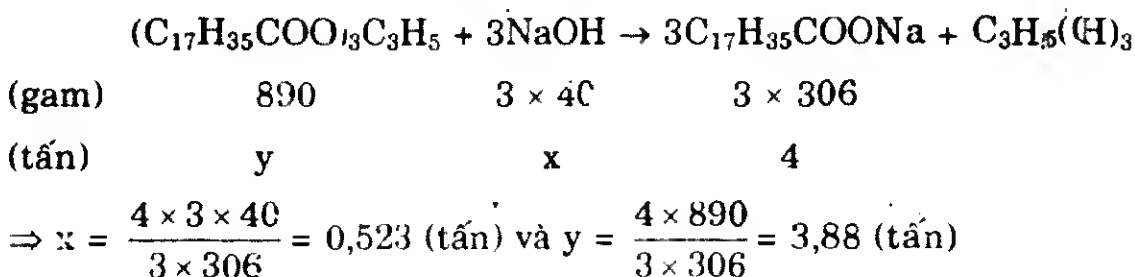 (C₁₇H₃₅COO)₃C₃H₅ + 3NaOH → 3C₁₇H₃₅COONa + C₃H₅(OH)₃
(gam) 890 3 × 40 3 × 306
(tấn) y x 4
⇒ x = (4 × 3 × 40)/(3 × 306) = 0,523 (tấn) và y = (4 × 890)/(3 × 306) = 3,88 (tấn)